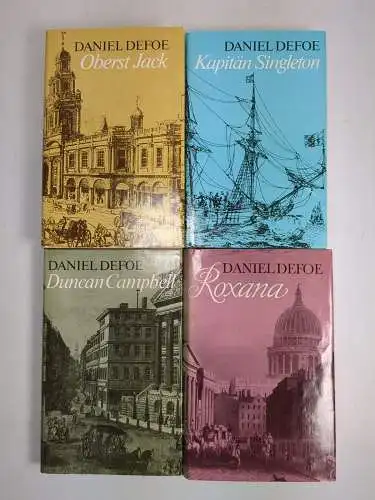 DANIEL DEFOE
Oberst Jack
DANIEL DEFOE
Kapitän Singleton
DANIEL DEFOE
Duncan Campbell
DANIEL DEFOE
Roxana